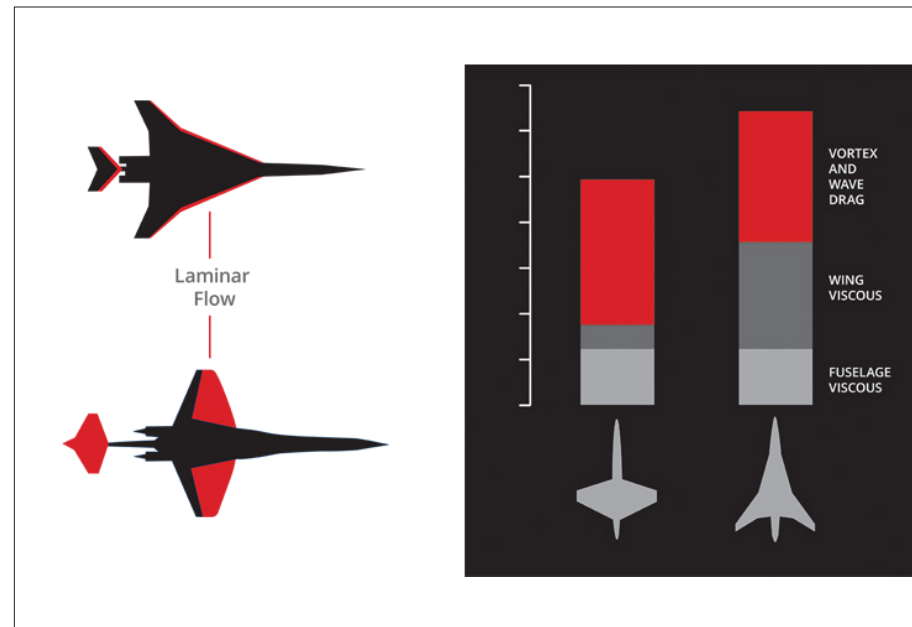 Laminar
Flow
VORTEX
AND
WAVE
DRAG
WING
VISCOUS
FUSELAGE
VISCOUS